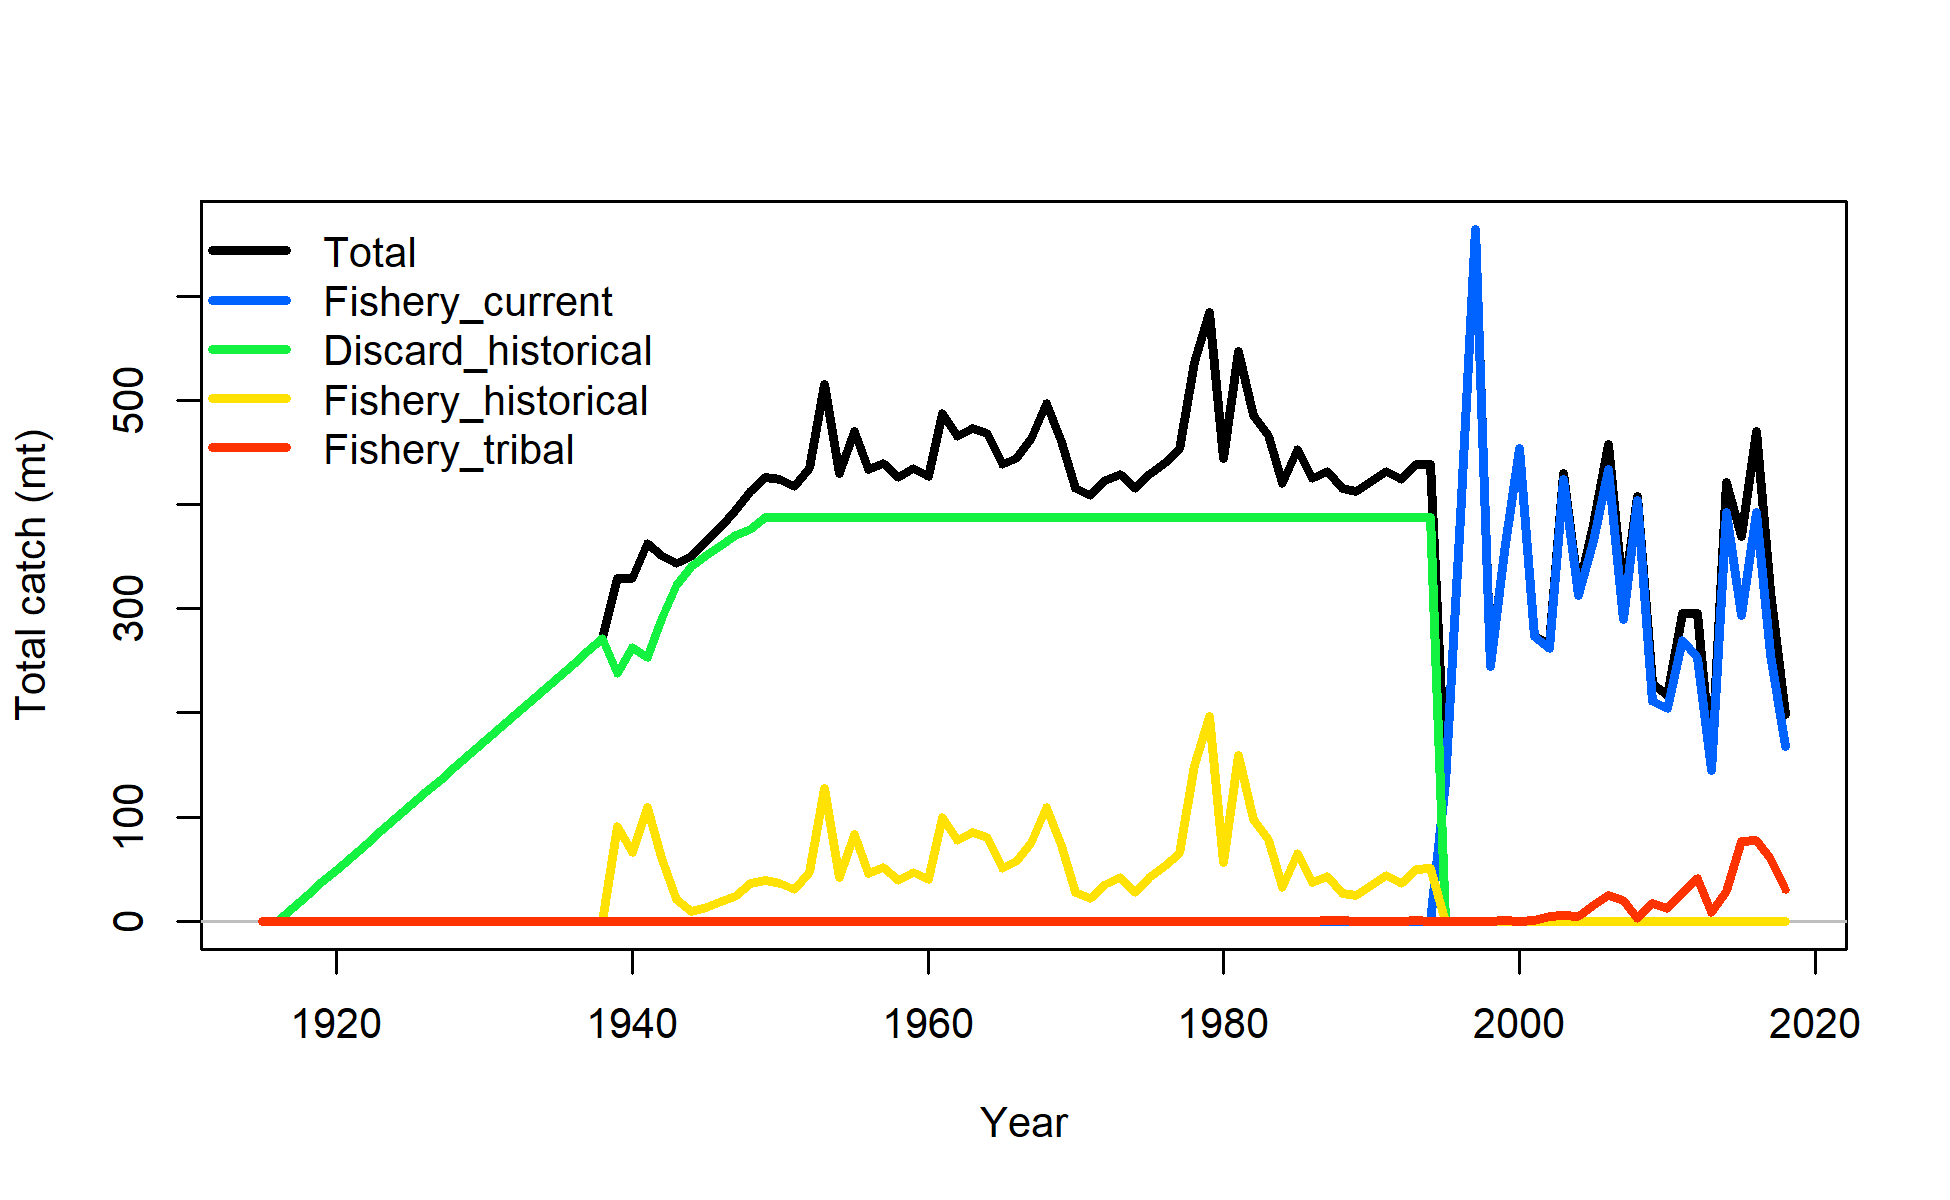 Total
Fishery_current
Discard_historical
Fishery_historical
Fishery_tribal
Total catch (mt)
500
300
100
0
1920 1940 1960 1980 2000 2020
Year